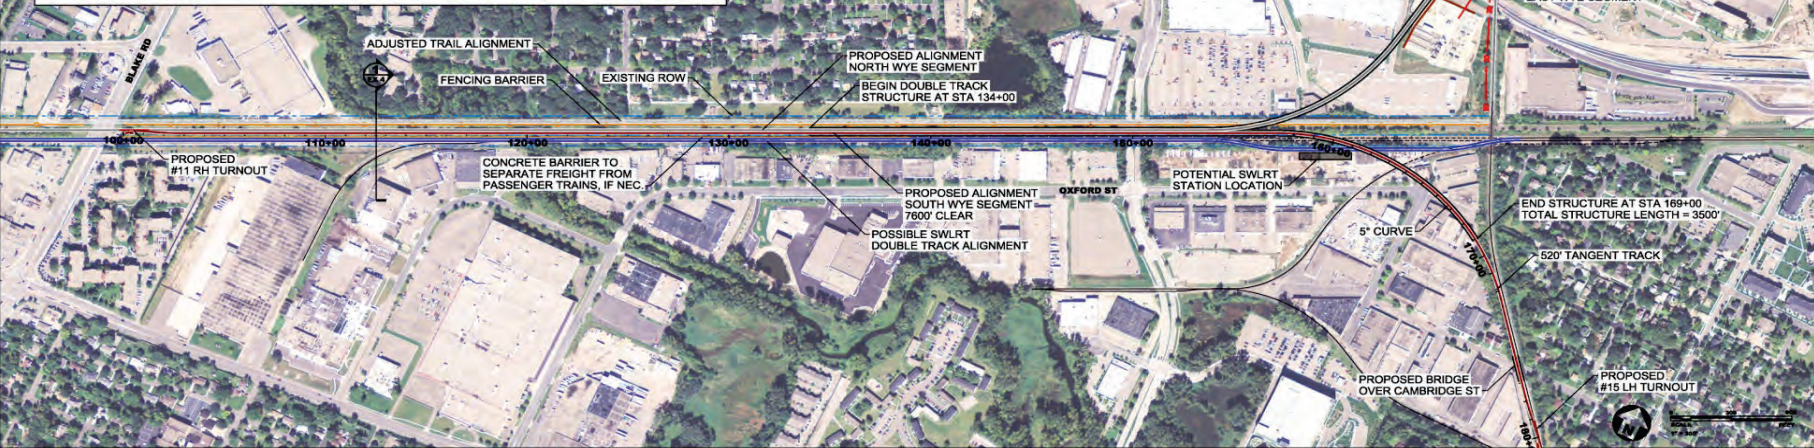 BLAKE RD
ADJUSTED TRAIL ALIGNMENT
FENCING BARRIER
EXISTING ROW
PROPOSED ALIGNMENT
NORTH WYE SEGMENT
BEGIN DOUBLE TRACK
STRUCTURE AT STA 134+00
100+00
110+00
120+00
130+00
140+00
150+00
160+00
PROPOSED
#11 RH TURNOUT
CONCRETE BARRIER TO
SEPARATE FREIGHT FROM
PASSENGER TRAINS, IF NEC.
PROPOSED ALIGNMENT
SOUTH WYE SEGMENT
7600' CLEAR
POSSIBLE SWLRT
DOUBLE TRACK ALIGNMENT
OXFORD ST
POTENTIAL SWLRT
STATION LOCATION
5° CURVE
END STRUCTURE AT STA 169+00
TOTAL STRUCTURE LENGTH = 3500'
170+00
520' TANGENT TRACK
PROPOSED BRIDGE
OVER CAMBRIDGE ST
PROPOSED
#15 LH TURNOUT
N